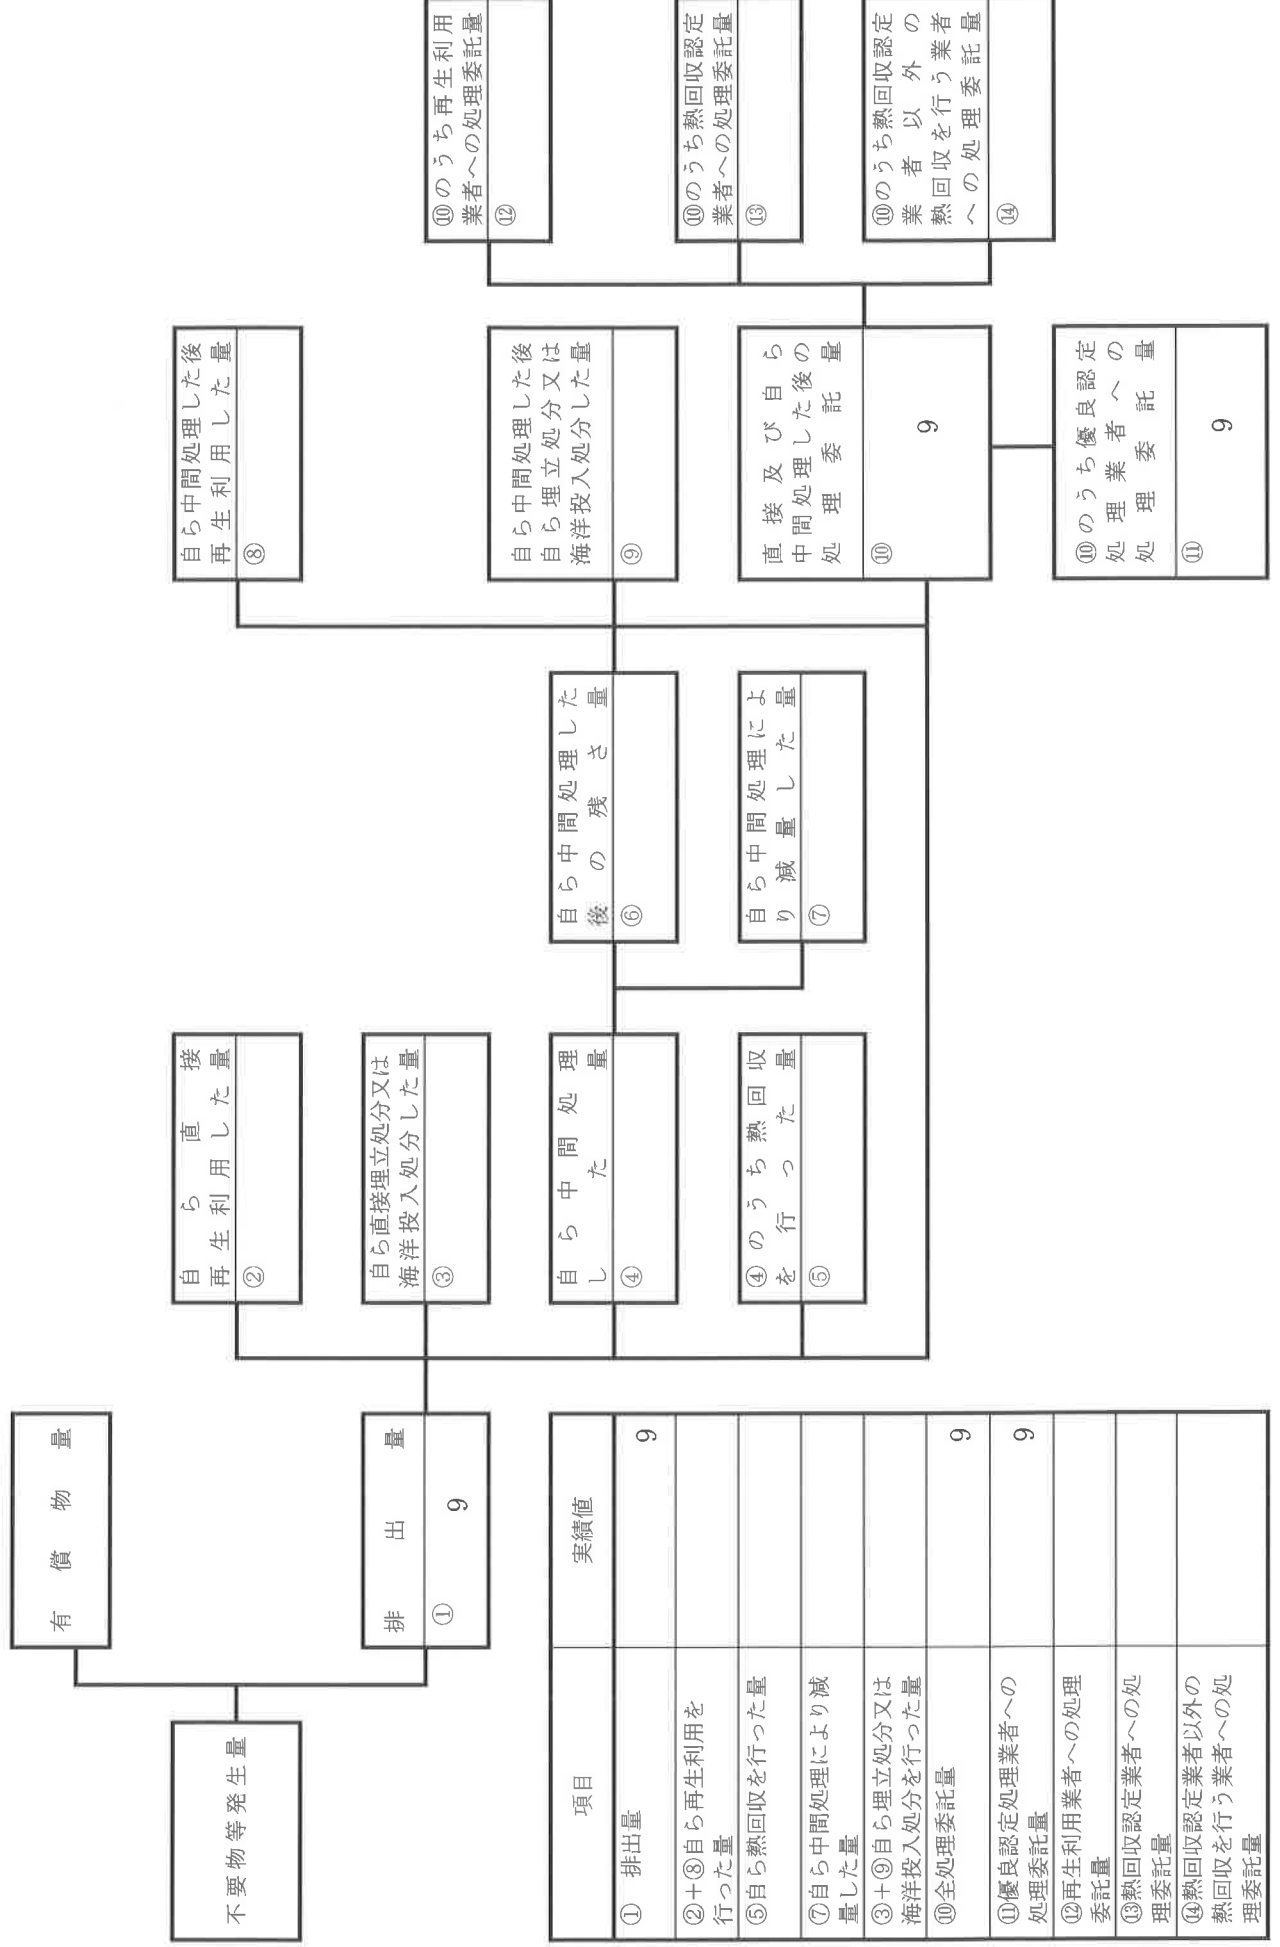 有償物量
不要物等発生量
排出量
① 9
自ら直接
再生利用した量
②
自ら直接埋立処分又は
海洋投入処分した量
③
自ら中間処理
した量
④
④のうち熱回収
を行った量
⑤
自ら中間処理した
後の残さ量
⑥
自ら中間処理によ
り減量した量
⑦
自ら中間処理した後
再生利用した量
⑧
自ら中間処理した後
自ら埋立処分又は
海洋投入処分した量
⑨
直接及び自ら
中間処理した後の
処理委託量
⑩ 9
⑩のうち優良認定
処理業者への
処理委託量
⑪ 9
⑩のうち再生利用
業者への処理委託量
⑫
⑩のうち熱回収認定
業者への処理委託量
⑬
⑩のうち熱回収認定
業者以外の
熱回収を行う業者
への処理委託量
⑭
項目 実績値
① 排出量 9
②+⑧自ら再生利用を
行った量
⑤自ら熱回収を行った量
⑦自ら中間処理により減
量した量
③+⑨自ら埋立処分又は
海洋投入処分を行った量
⑩全処理委託量 9
⑪優良認定処理業者への
処理委託量 9
⑫再生利用業者への処理
委託量
⑬熱回収認定業者への処
理委託量
⑭熱回収認定業者以外の
熱回収を行う業者への処
理委託量